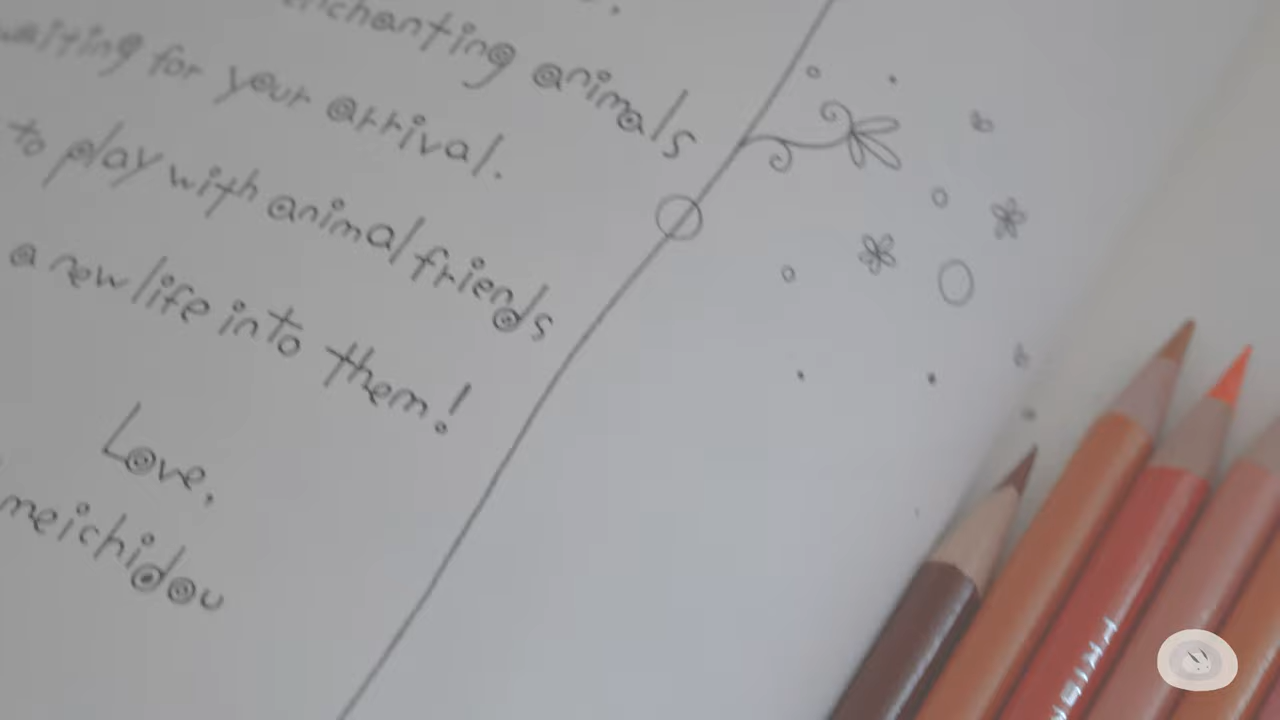 enchanting animals
waiting for your arrival.
to play with animal friends
a new life into them!
Love,
meichidou